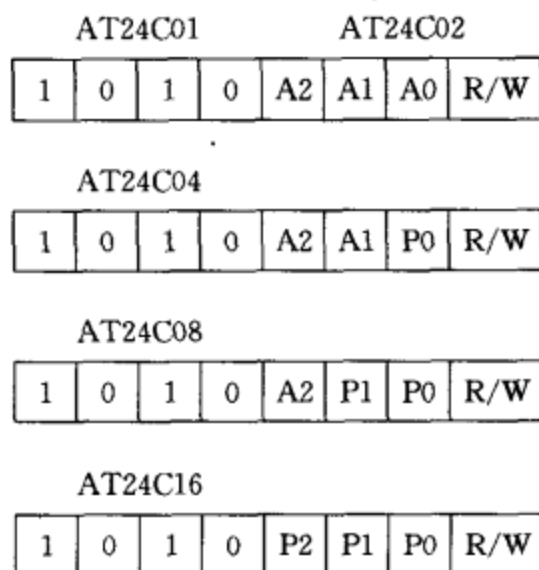 AT24C01 AT24C02
1 0 1 0 A2 A1 A0 R/W
AT24C04
1 0 1 0 A2 A1 P0 R/W
AT24C08
1 0 1 0 A2 P1 P0 R/W
AT24C16
1 0 1 0 P2 P1 P0 R/W